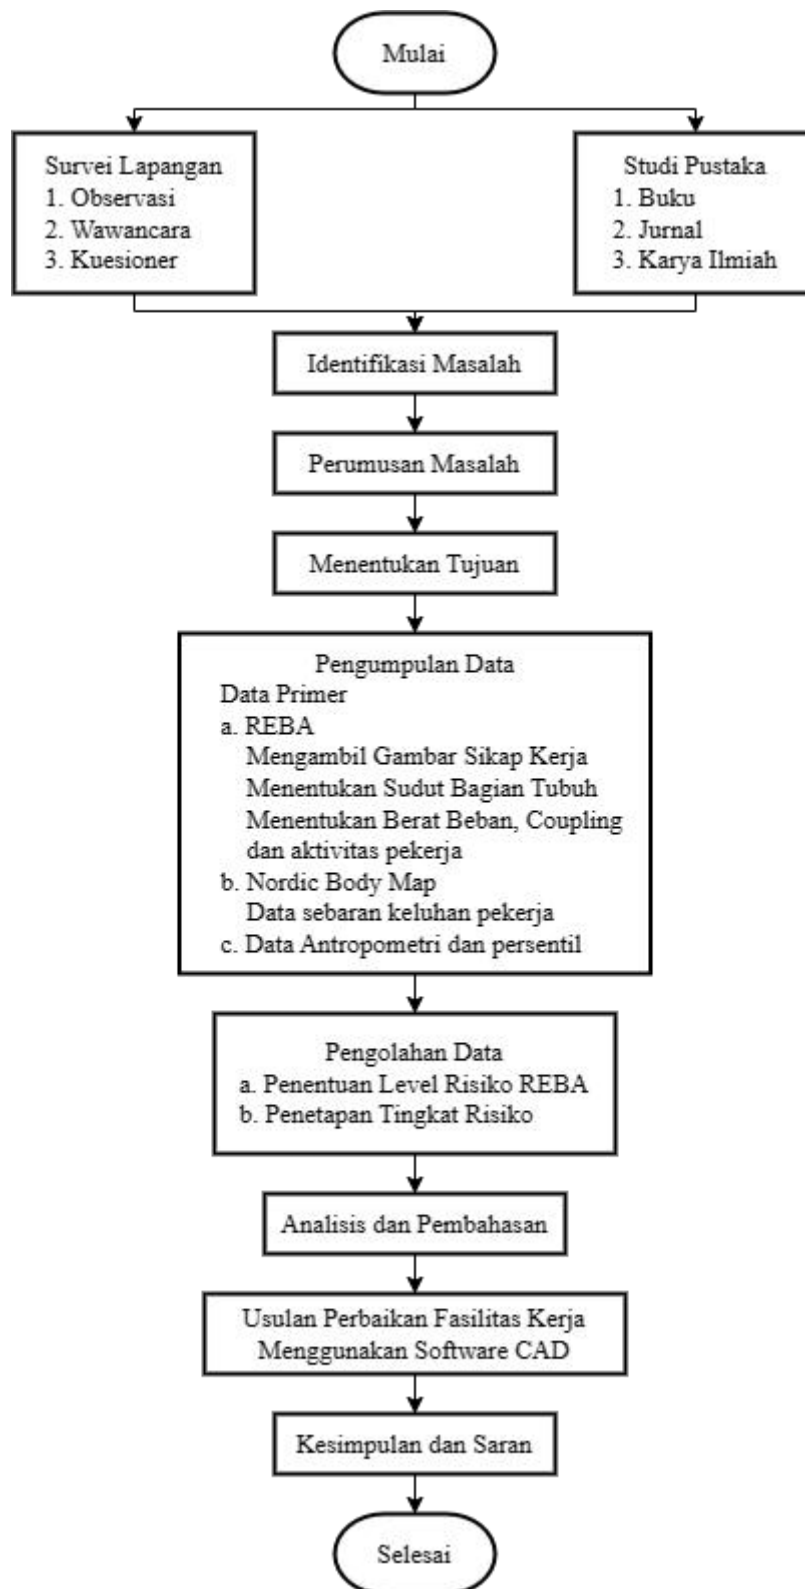 Mulai
Survei Lapangan
1. Observasi
2. Wawancara
3. Kuesioner
Studi Pustaka
1. Buku
2. Jurnal
3. Karya Ilmiah
Identifikasi Masalah
Perumusan Masalah
Menentukan Tujuan
Pengumpulan Data
Data Primer
a. REBA
Mengambil Gambar Sikap Kerja
Menentukan Sudut Bagian Tubuh
Menentukan Berat Beban, Coupling
dan aktivitas pekerja
b. Nordic Body Map
Data sebaran keluhan pekerja
c. Data Antropometri dan persentil
Pengolahan Data
a. Penentuan Level Risiko REBA
b. Penetapan Tingkat Risiko
Analisis dan Pembahasan
Usulan Perbaikan Fasilitas Kerja
Menggunakan Software CAD
Kesimpulan dan Saran
Selesai